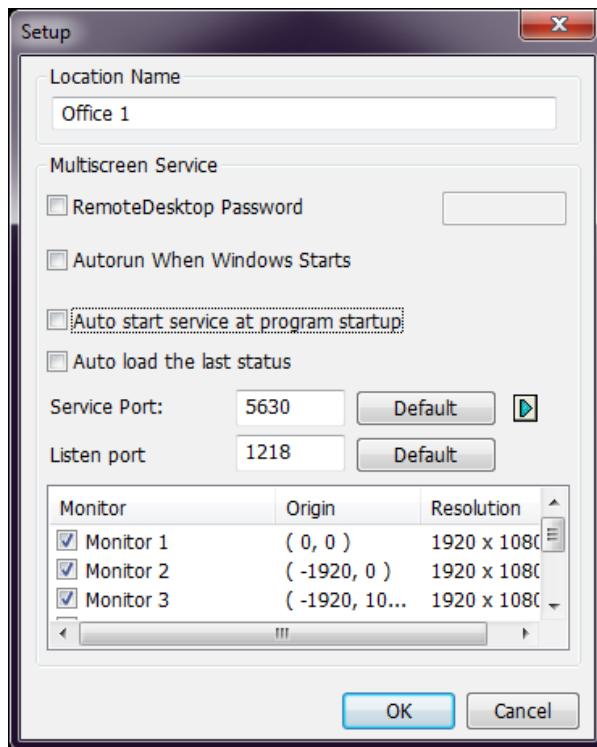 Setup
Location Name
Office 1
Multiscreen Service
RemoteDesktop Password
Autorun When Windows Starts
Auto start service at program startup
Auto load the last status
Service Port: 5630 Default
Listen port 1218 Default
Monitor Origin Resolution
Monitor 1 ( 0, 0 ) 1920 x 1080
Monitor 2 ( -1920, 0 ) 1920 x 1080
Monitor 3 ( -1920, 10... 1920 x 1080
OK Cancel